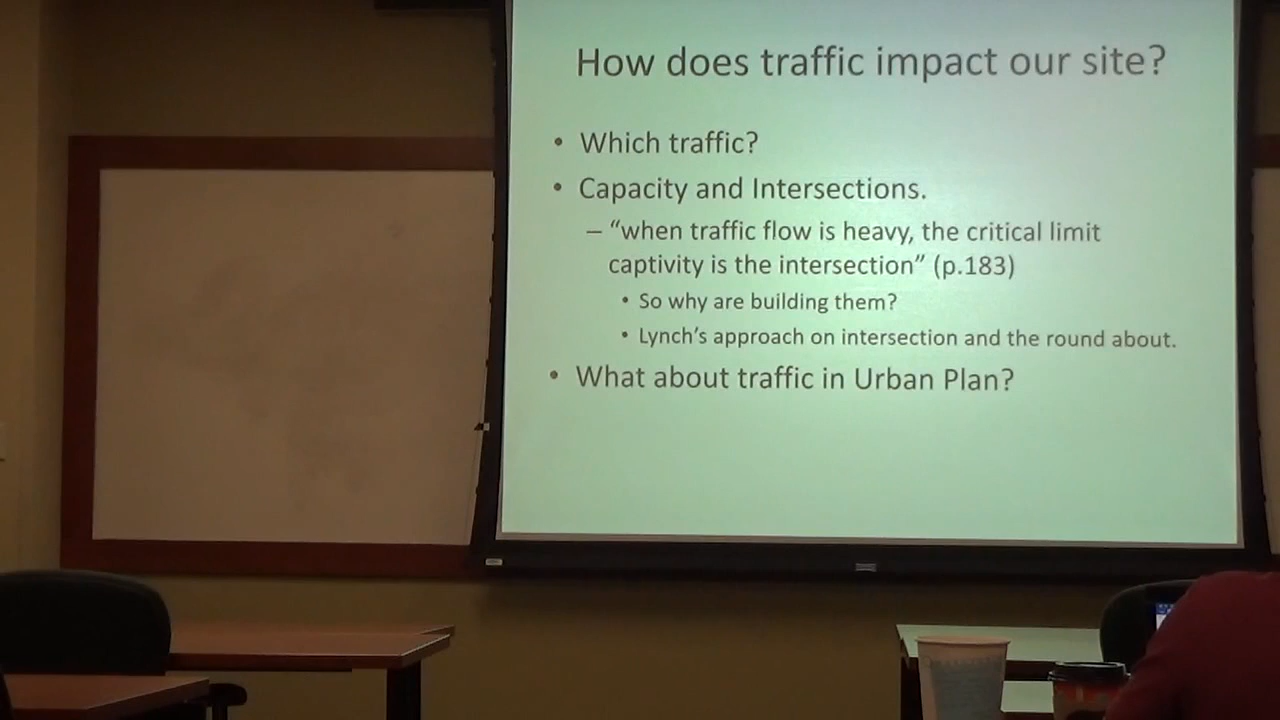 How does traffic impact our site?
• Which traffic?
• Capacity and Intersections.
– “when traffic flow is heavy, the critical limit
captivity is the intersection” (p.183)
• So why are building them?
• Lynch’s approach on intersection and the round about.
• What about traffic in Urban Plan?